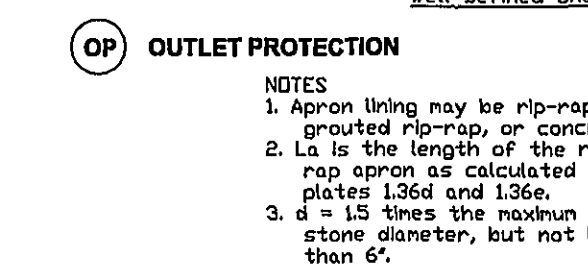 OP OUTLET PROTECTION
NOTES
1. Apron lining may be rip-rap
grouted rip-rap, or conc
2. La is the length of the r
rap apron as calculated
plates 1.36d and 1.36e.
3. d = 1.5 times the maximum
stone diameter, but not
than 6".